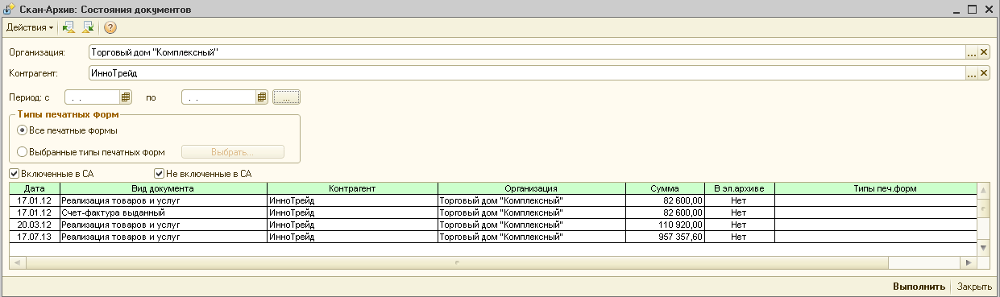 Скан-Архив: Состояния документов
Действия
Организация: Торговый дом "Комплексный" ...
Контрагент: ИнноТрейд ...
Период: с . . по . . ...
Типы печатных форм
Все печатные формы
Выбранные типы печатных форм Выбрать...
Включенные в СА Не включенные в СА
Дата Вид документа Контрагент Организация Сумма В эл.архиве Типы печ.форм
17.01.12 Реализация товаров и услуг ИнноТрейд Торговый дом "Комплексный" 82 600,00 Нет
17.01.12 Счет-фактура выданный ИнноТрейд Торговый дом "Комплексный" 82 600,00 Нет
20.03.12 Реализация товаров и услуг ИнноТрейд Торговый дом "Комплексный" 110 920,00 Нет
17.07.13 Реализация товаров и услуг ИнноТрейд Торговый дом "Комплексный" 957 357,60 Нет
Выполнить Закрыть